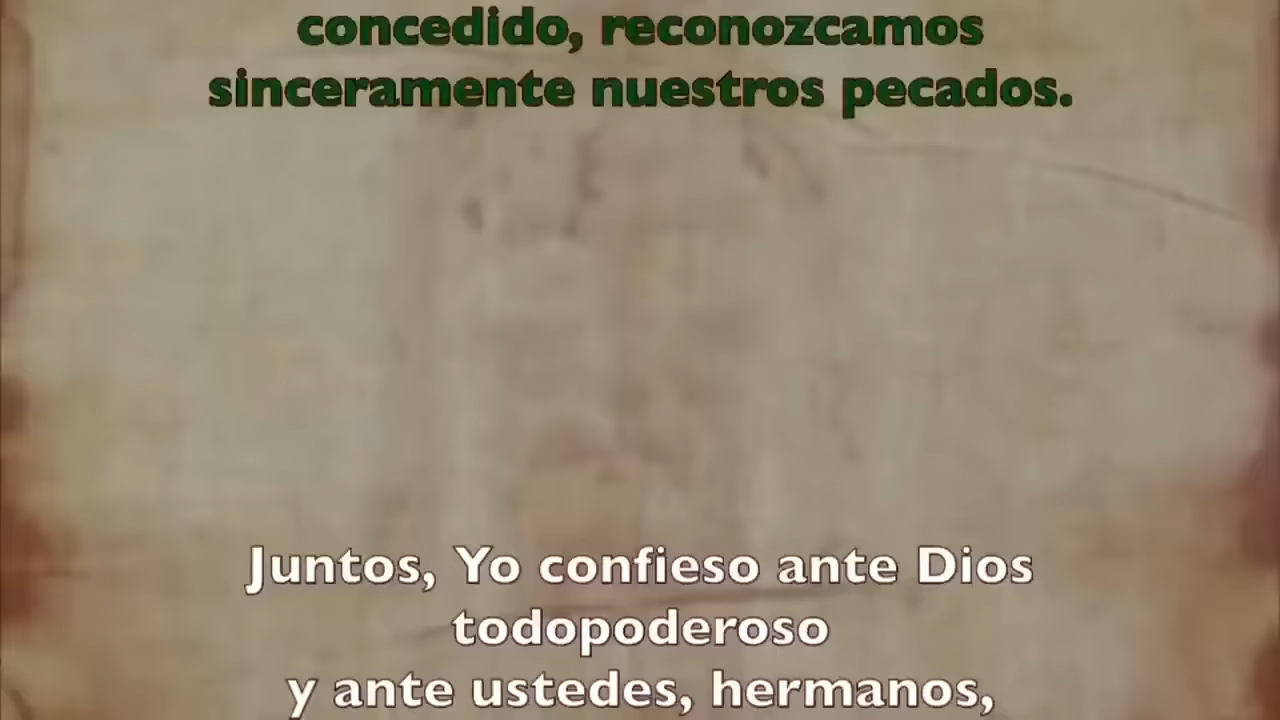 concedido, reconozcamos
sinceramente nuestros pecados.
Juntos, Yo confieso ante Dios
todopoderoso
y ante ustedes, hermanos,